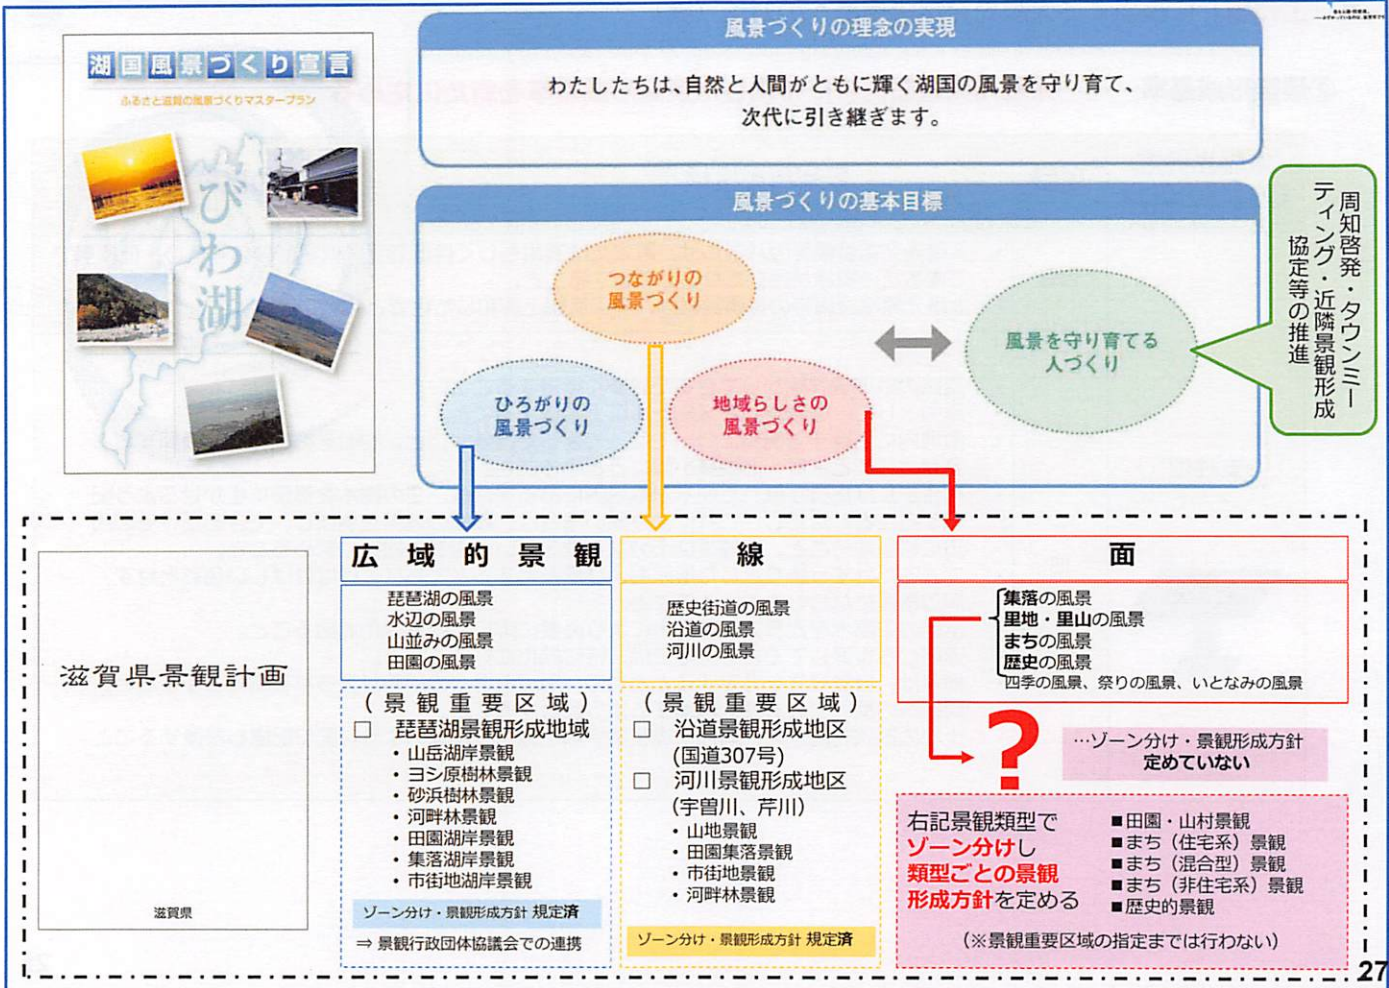 湖国風景づくり宣言
ふるさと滋賀の風景づくりマスタープラン
びわ湖
風景づくりの理念の実現
わたしたちは、自然と人間がともに輝く湖国の風景を守り育て、
次代に引き継ぎます。
風景づくりの基本目標
つながりの
風景づくり
ひろがりの
風景づくり
地域らしさの
風景づくり
風景を守り育てる
人づくり
周知啓発・タウンミー
ティング・近隣景観形成
協定等の推進
滋賀県景観計画
滋賀県
広域的景観
琵琶湖の風景
水辺の風景
山並みの風景
田園の風景
(景観重要区域)
□ 琵琶湖景観形成地域
・山岳湖岸景観
・ヨシ原樹林景観
・砂浜樹林景観
・河畔林景観
・田園湖岸景観
・集落湖岸景観
・市街地湖岸景観
ゾーン分け・景観形成方針 規定済
⇒ 景観行政団体協議会での連携
線
歴史街道の風景
沿道の風景
河川の風景
(景観重要区域)
□ 沿道景観形成地区
(国道307号)
□ 河川景観形成地区
(宇曽川、芹川)
・山地景観
・田園集落景観
・市街地景観
・河畔林景観
ゾーン分け・景観形成方針 規定済
面
集落の風景
里地・里山の風景
まちの風景
歴史の風景
四季の風景、祭りの風景、いとなみの風景
?
…ゾーン分け・景観形成方針
定めていない
右記景観類型で
ゾーン分けし
類型ごとの景観
形成方針を定める
■田園・山村景観
■まち（住宅系）景観
■まち（混合型）景観
■まち（非住宅系）景観
■歴史的景観
(※景観重要区域の指定までは行わない)
27